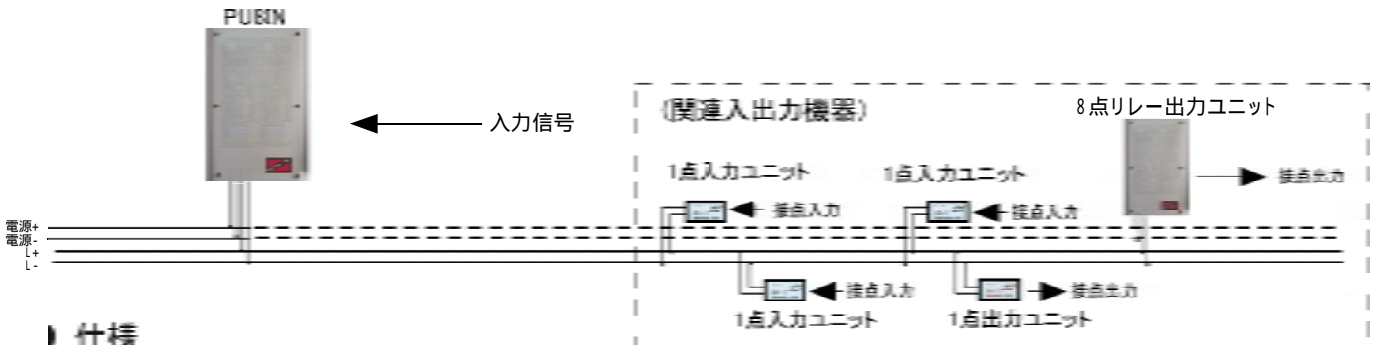 PUBIN
入力信号
(関連入出力機器)
8点リレー出力ユニット
1点入力ユニット
1点入力ユニット
接点出力
接点入力
接点入力
電源+
電源-
L+
L-
接点入力
接点出力
1点入力ユニット
1点出力ユニット
仕様